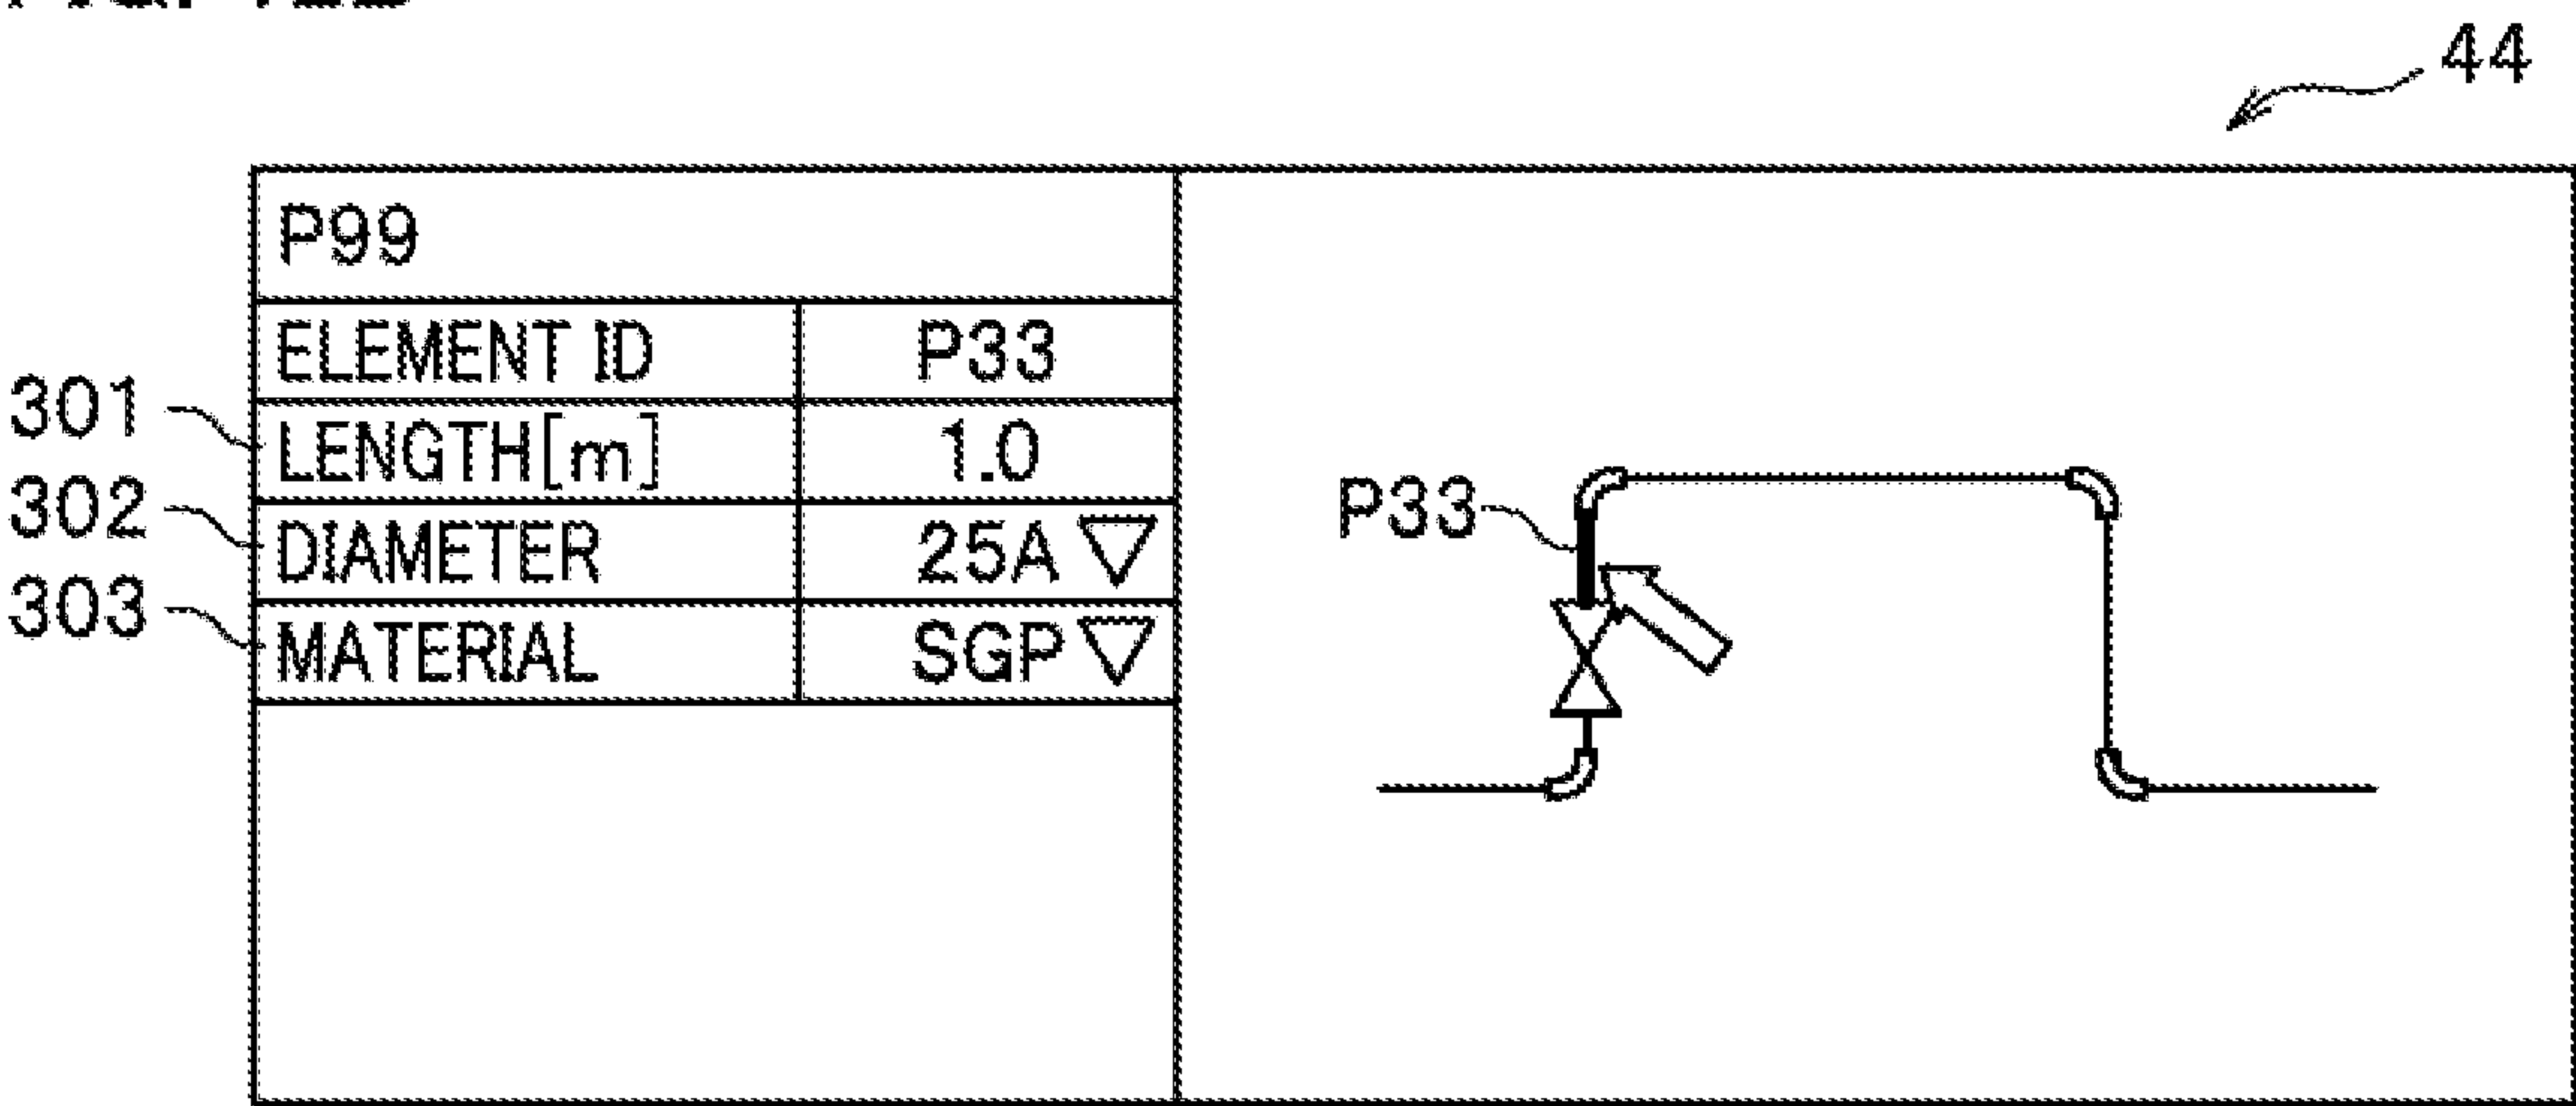 44
P99
ELEMENT ID P33
301 LENGTH[m] 1.0
302 DIAMETER 25A
303 MATERIAL SGP
P33